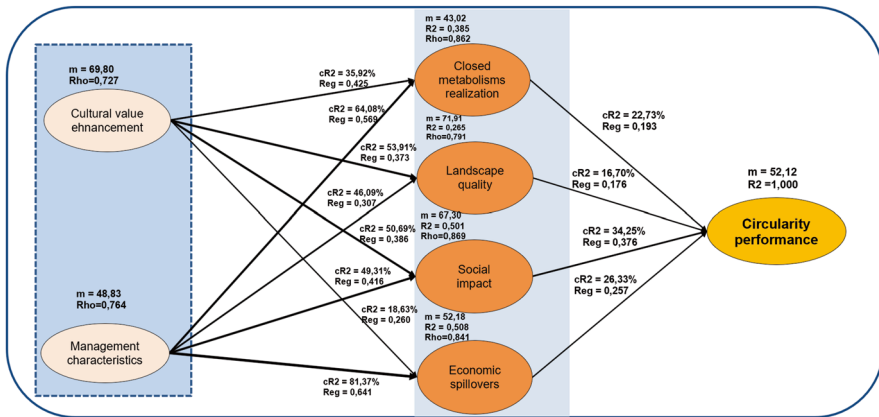 m = 69,80
Rho=0,727
Cultural value
ehnancement
m = 48,83
Rho=0,764
Management
characteristics
cR2 = 35,92%
Reg = 0,425
cR2 = 64,08%
Reg = 0,569
cR2 = 53,91%
Reg = 0,373
cR2 = 46,09%
Reg = 0,307
cR2 = 50,69%
Reg = 0,386
cR2 = 49,31%
Reg = 0,416
cR2 = 18,63%
Reg = 0,260
cR2 = 81,37%
Reg = 0,641
m = 43,02
R2 = 0,385
Rho=0,862
Closed
metabolisms
realization
m = 71,91
R2 = 0,265
Rho=0,791
Landscape
quality
m = 67,30
R2 = 0,501
Rho=0,869
Social
impact
m = 52,18
R2 = 0,508
Rho=0,841
Economic
spillovers
cR2 = 22,73%
Reg = 0,193
cR2 = 16,70%
Reg = 0,176
cR2 = 34,25%
Reg = 0,376
cR2 = 26,33%
Reg = 0,257
m = 52,12
R2 =1,000
Circularity
performance